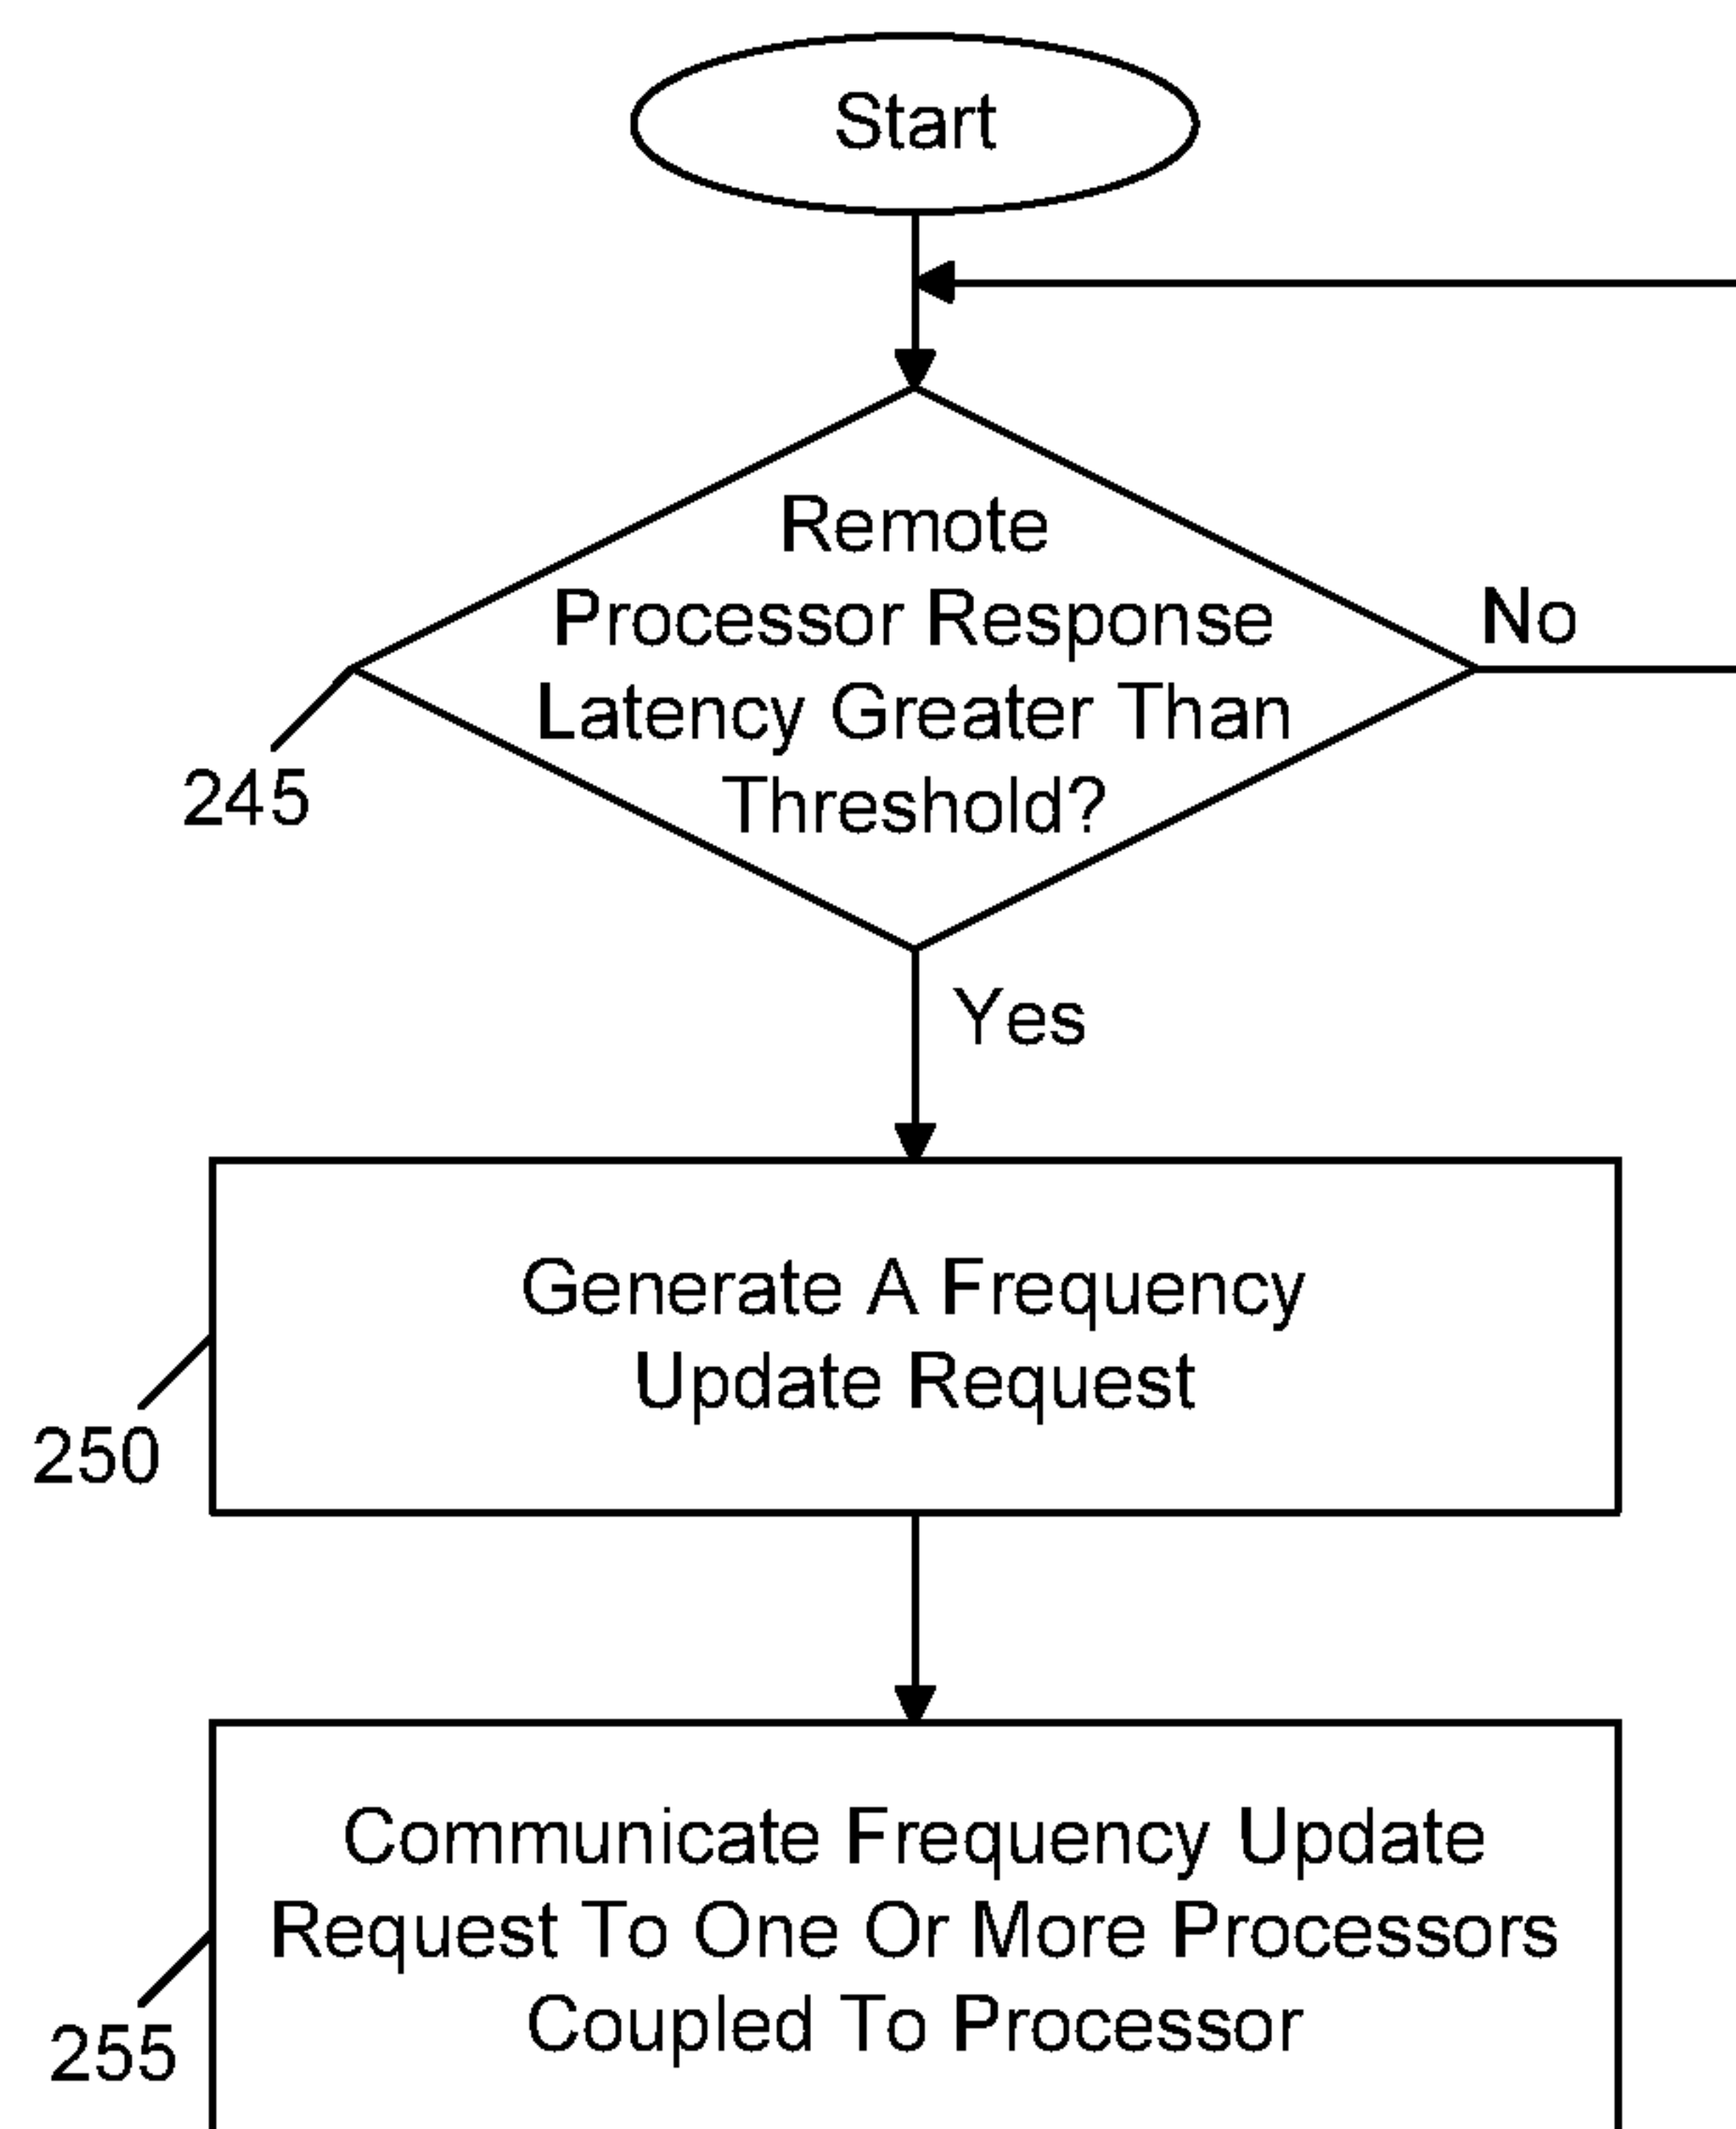 Start
Remote
Processor Response
Latency Greater Than
Threshold?
No
245
Yes
Generate A Frequency
Update Request
250
Communicate Frequency Update
Request To One Or More Processors
Coupled To Processor
255